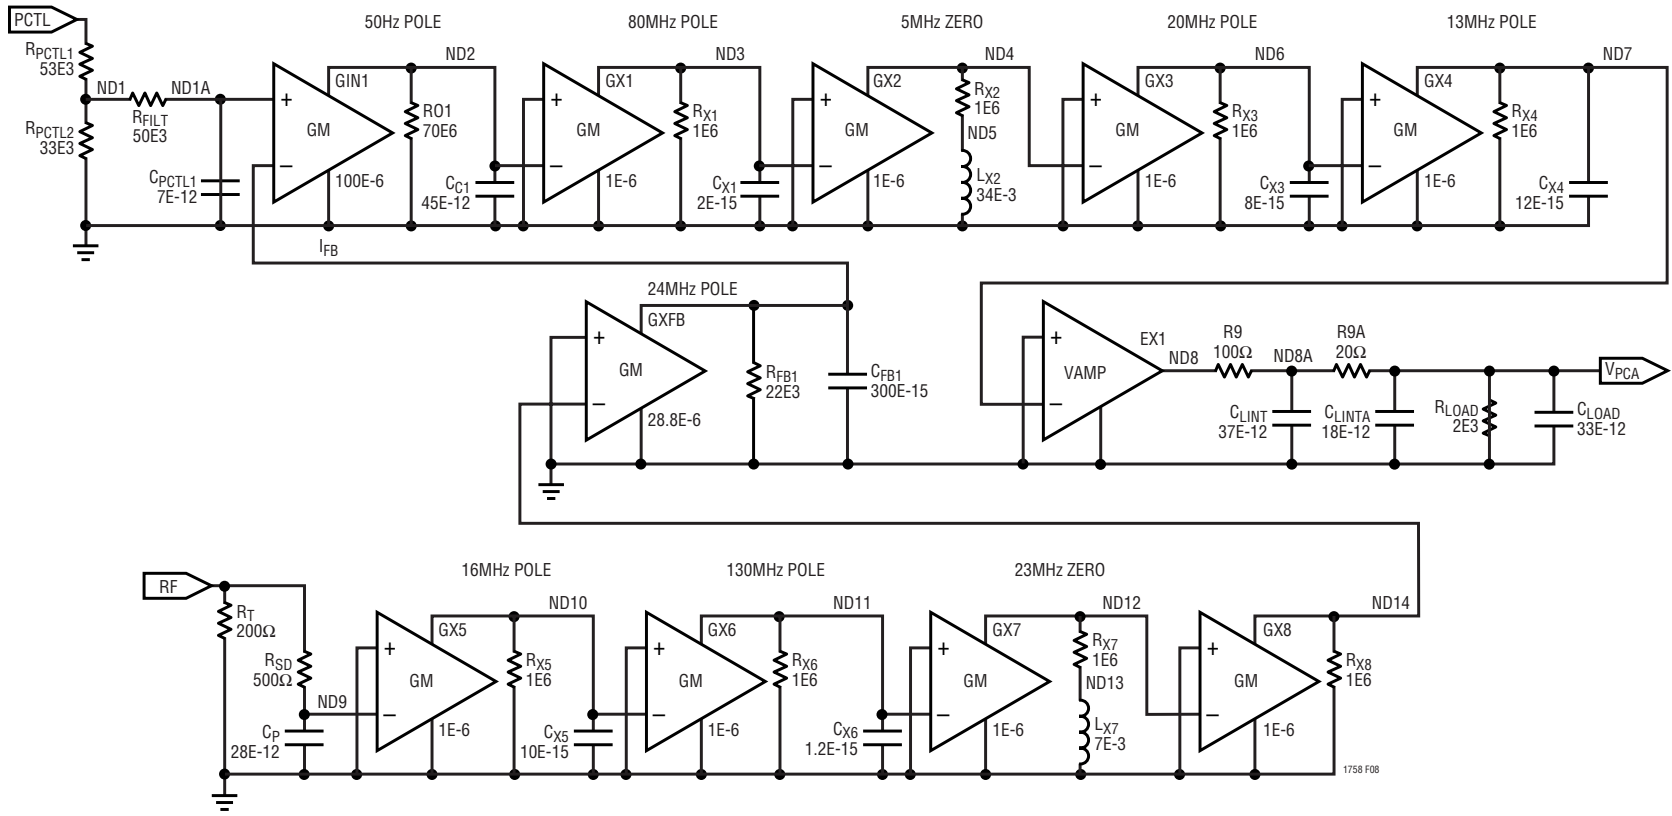 PCTL
50Hz POLE
80MHz POLE
5MHz ZERO
20MHz POLE
13MHz POLE
RPCTL1
53E3
ND1
ND1A
RFILT
50E3
RPCTL2
33E3
CPCTL1
7E-12
+
−
GM
GIN1
100E-6
RO1
70E6
ND2
CC1
45E-12
+
−
GM
GX1
1E-6
RX1
1E6
ND3
CX1
2E-15
+
−
GM
GX2
1E-6
ND4
RX2
1E6
ND5
LX2
34E-3
+
−
GM
GX3
1E-6
RX3
1E6
ND6
CX3
8E-15
+
−
GM
GX4
1E-6
RX4
1E6
ND7
CX4
12E-15
IFB
24MHz POLE
+
−
GM
GXFB
28.8E-6
RFB1
22E3
CFB1
300E-15
+
−
VAMP
EX1
ND8
R9
100Ω
ND8A
R9A
20Ω
CLINT
37E-12
CLINTA
18E-12
RLOAD
2E3
CLOAD
33E-12
VPCA
16MHz POLE
130MHz POLE
23MHz ZERO
RF
RT
200Ω
RSD
500Ω
ND9
CP
28E-12
+
−
GM
GX5
1E-6
RX5
1E6
ND10
CX5
10E-15
+
−
GM
GX6
1E-6
RX6
1E6
ND11
CX6
1.2E-15
+
−
GM
GX7
1E-6
ND12
RX7
1E6
ND13
LX7
7E-3
+
−
GM
GX8
1E-6
RX8
1E6
ND14
1758 F08